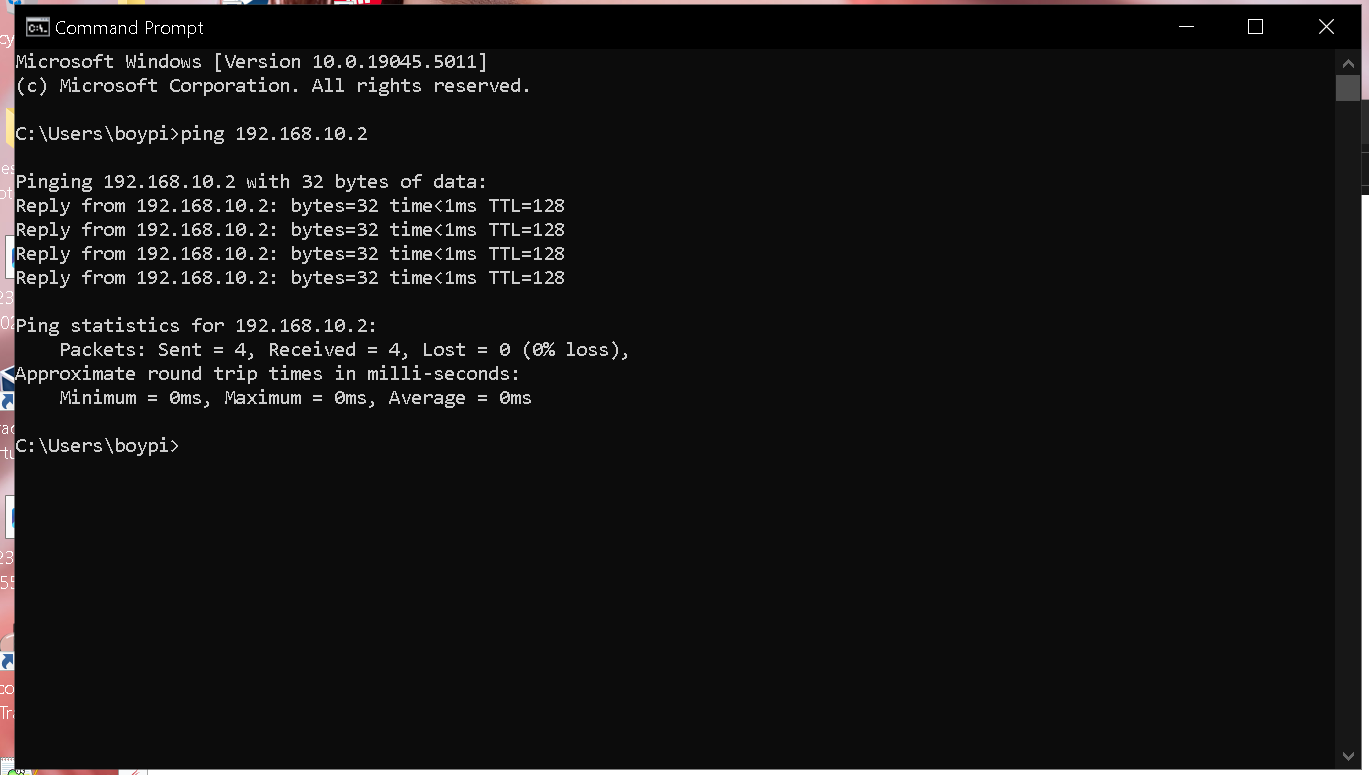 Command Prompt
Microsoft Windows [Version 10.0.19045.5011]
(c) Microsoft Corporation. All rights reserved.
C:\Users\boypi>ping 192.168.10.2
Pinging 192.168.10.2 with 32 bytes of data:
Reply from 192.168.10.2: bytes=32 time<1ms TTL=128
Reply from 192.168.10.2: bytes=32 time<1ms TTL=128
Reply from 192.168.10.2: bytes=32 time<1ms TTL=128
Reply from 192.168.10.2: bytes=32 time<1ms TTL=128
Ping statistics for 192.168.10.2:
    Packets: Sent = 4, Received = 4, Lost = 0 (0% loss),
Approximate round trip times in milli-seconds:
    Minimum = 0ms, Maximum = 0ms, Average = 0ms
C:\Users\boypi>